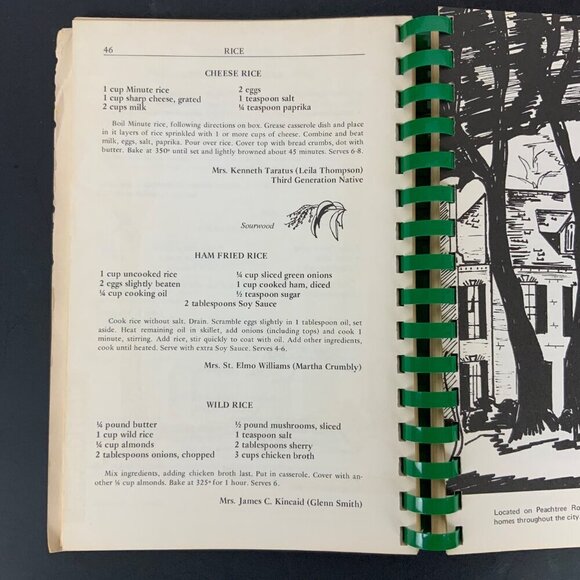 46 RICE
CHEESE RICE
1 cup Minute rice 2 eggs
1 cup sharp cheese, grated 1 teaspoon salt
2 cups milk ¼ teaspoon paprika
Boil Minute rice, following directions on box. Grease casserole dish and place
in it layers of rice sprinkled with 1 or more cups of cheese. Combine and beat
milk, eggs, salt, paprika. Pour over rice. Cover top with bread crumbs, dot with
butter. Bake at 350° until set and lightly browned about 45 minutes. Serves 6-8.
Mrs. Kenneth Taratus (Leila Thompson)
Third Generation Native
Sourwood
HAM FRIED RICE
1 cup uncooked rice ¼ cup sliced green onions
2 eggs slightly beaten 1 cup cooked ham, diced
¼ cup cooking oil ½ teaspoon sugar
2 tablespoons Soy Sauce
Cook rice without salt. Drain. Scramble eggs slightly in 1 tablespoon oil, set
aside. Heat remaining oil in skillet, add onions (including tops) and cook 1
minute, stirring. Add rice, stir quickly to coat with oil. Add other ingredients,
cook until heated. Serve with extra Soy Sauce. Serves 4-6.
Mrs. St. Elmo Williams (Martha Crumbly)
WILD RICE
¼ pound butter ½ pound mushrooms, sliced
1 cup wild rice 1 teaspoon salt
¼ cup almonds 2 tablespoons sherry
2 tablespoons onions, chopped 3 cups chicken broth
Mix ingredients, adding chicken broth last. Put in casserole. Cover with an-
other ¼ cup almonds. Bake at 325° for 1 hour. Serves 6.
Mrs. James C. Kincaid (Glenn Smith)
Located on Peachtree Ro
homes throughout the city